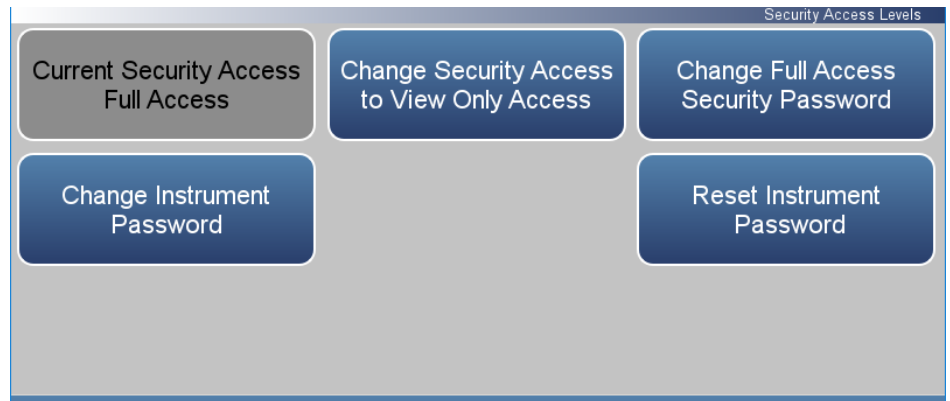 Security Access Levels
Current Security Access
Full Access
Change Security Access
to View Only Access
Change Full Access
Security Password
Change Instrument
Password
Reset Instrument
Password